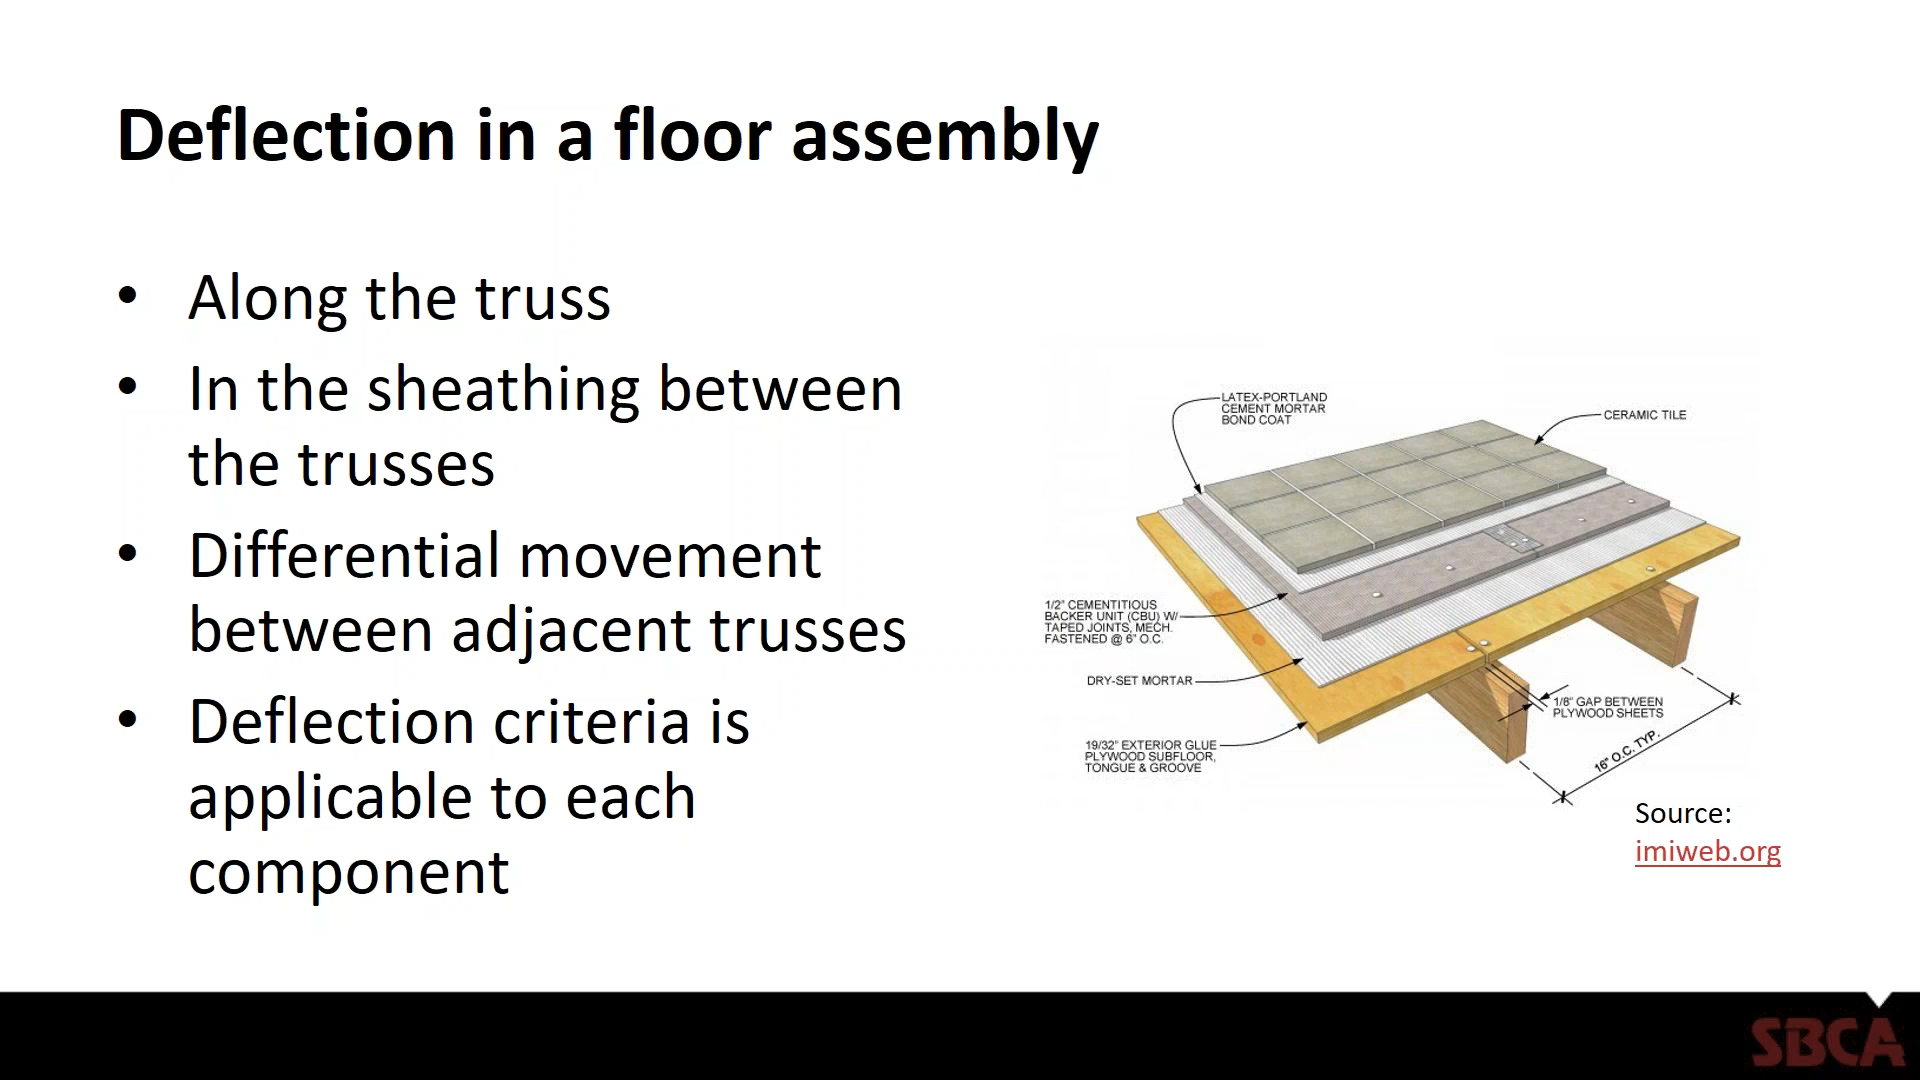 Deflection in a floor assembly
• Along the truss
• In the sheathing between
the trusses
• Differential movement
between adjacent trusses
• Deflection criteria is
applicable to each
component
LATEX-PORTLAND
CEMENT MORTAR
BOND COAT
CERAMIC TILE
1/2" CEMENTITIOUS
BACKER UNIT (CBU) W/
TAPED JOINTS, MECH.
FASTENED @ 6" O.C.
DRY-SET MORTAR
1/8" GAP BETWEEN
PLYWOOD SHEETS
19/32" EXTERIOR GLUE
PLYWOOD SUBFLOOR,
TONGUE & GROOVE
16" O.C. TYP.
Source:
imiweb.org
SBCA